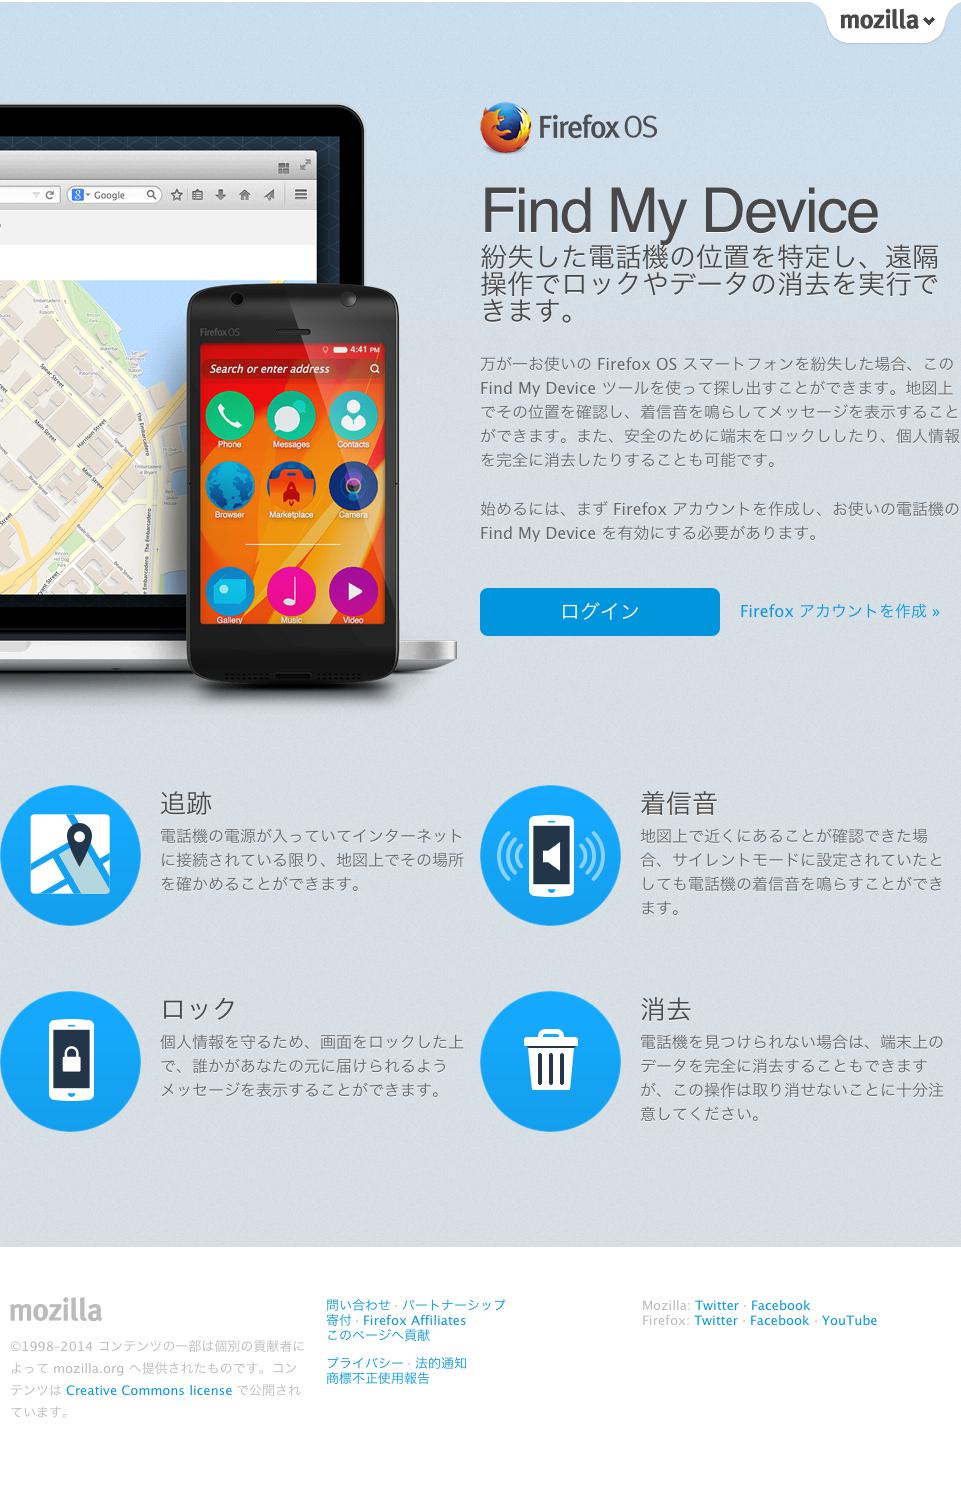 mozilla
Firefox OS
Find My Device
紛失した電話機の位置を特定し、遠隔
操作でロックやデータの消去を実行で
きます。
万が一お使いの Firefox OS スマートフォンを紛失した場合、この
Find My Device ツールを使って探し出すことができます。地図上
でその位置を確認し、着信音を鳴らしてメッセージを表示すること
ができます。また、安全のために端末をロックししたり、個人情報
を完全に消去したりすることも可能です。
始めるには、まず Firefox アカウントを作成し、お使いの電話機の
Find My Device を有効にする必要があります。
ログイン
Firefox アカウントを作成 »
Google
Firefox OS
4:41 PM
Search or enter address
Phone
Messages
Contacts
Browser
Marketplace
Camera
Gallery
Music
Video
Main Street
Harrison Street
Spear Street
Main Street
The Embarcadero
追跡
電話機の電源が入っていてインターネット
に接続されている限り、地図上でその場所
を確かめることができます。
着信音
地図上で近くにあることが確認できた場
合、サイレントモードに設定されていたと
しても電話機の着信音を鳴らすことができ
ます。
ロック
個人情報を守るため、画面をロックした上
で、誰かがあなたの元に届けられるよう
メッセージを表示することができます。
消去
電話機を見つけられない場合は、端末上の
データを完全に消去することもできます
が、この操作は取り消せないことに十分注
意してください。
mozilla
©1998–2014 コンテンツの一部は個別の貢献者に
よって mozilla.org へ提供されたものです。コン
テンツは Creative Commons license で公開され
ています。
問い合わせ · パートナーシップ
寄付 · Firefox Affiliates
このページへ貢献
プライバシー · 法的通知
商標不正使用報告
Mozilla: Twitter · Facebook
Firefox: Twitter · Facebook · YouTube